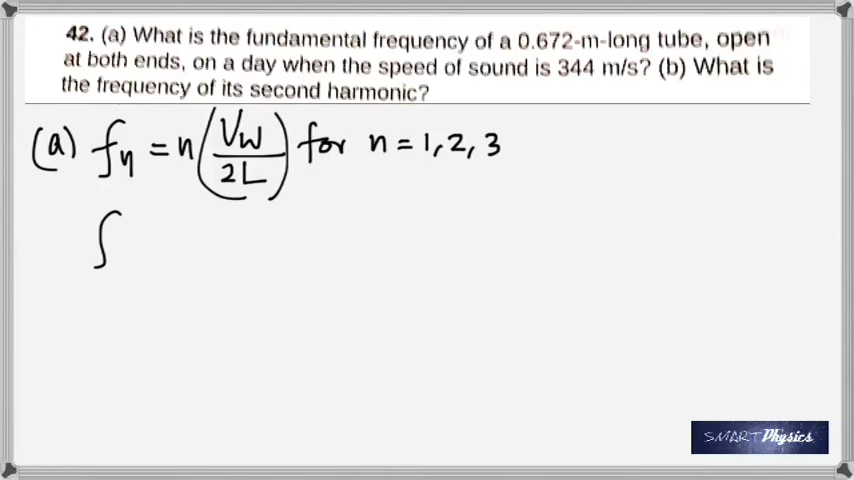 42. (a) What is the fundamental frequency of a 0.672-m-long tube, open
at both ends, on a day when the speed of sound is 344 m/s? (b) What is
the frequency of its second harmonic?
(a) fn = n(Vw/2L) for n = 1, 2, 3
f
SMART Physics